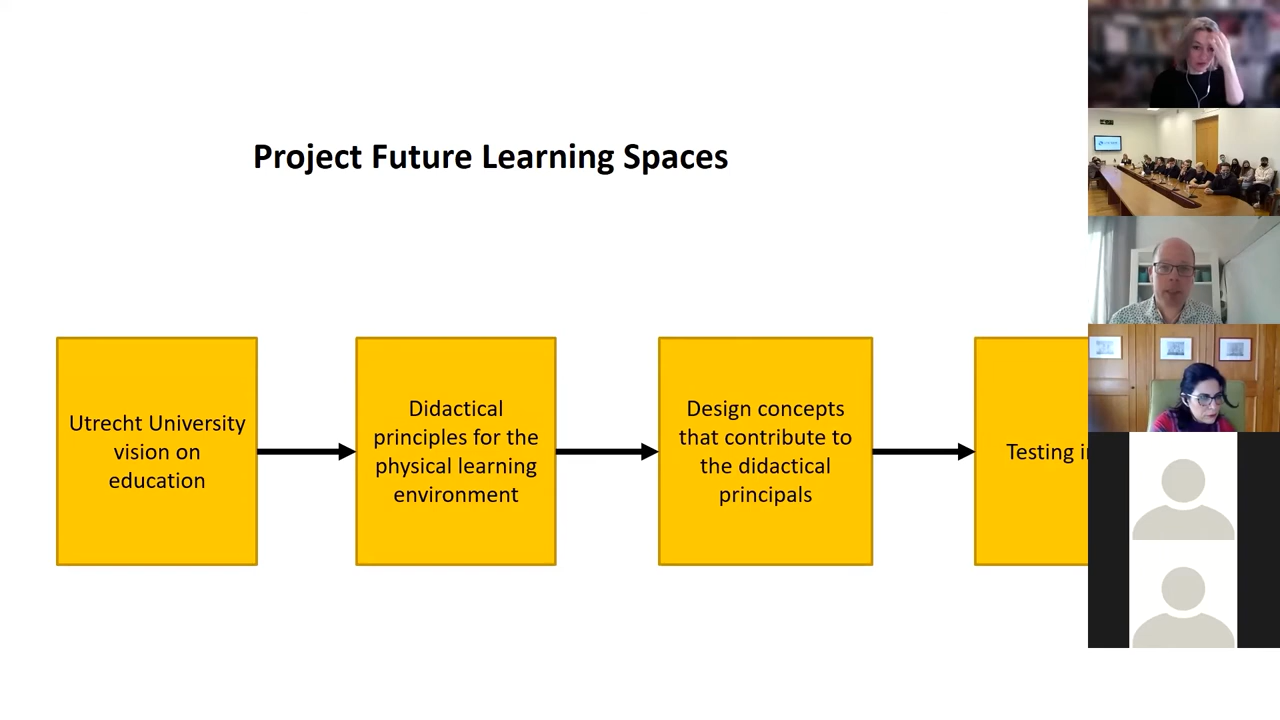 Project Future Learning Spaces
Utrecht University
vision on
education
Didactical
principles for the
physical learning
environment
Design concepts
that contribute to
the didactical
principals
Testing